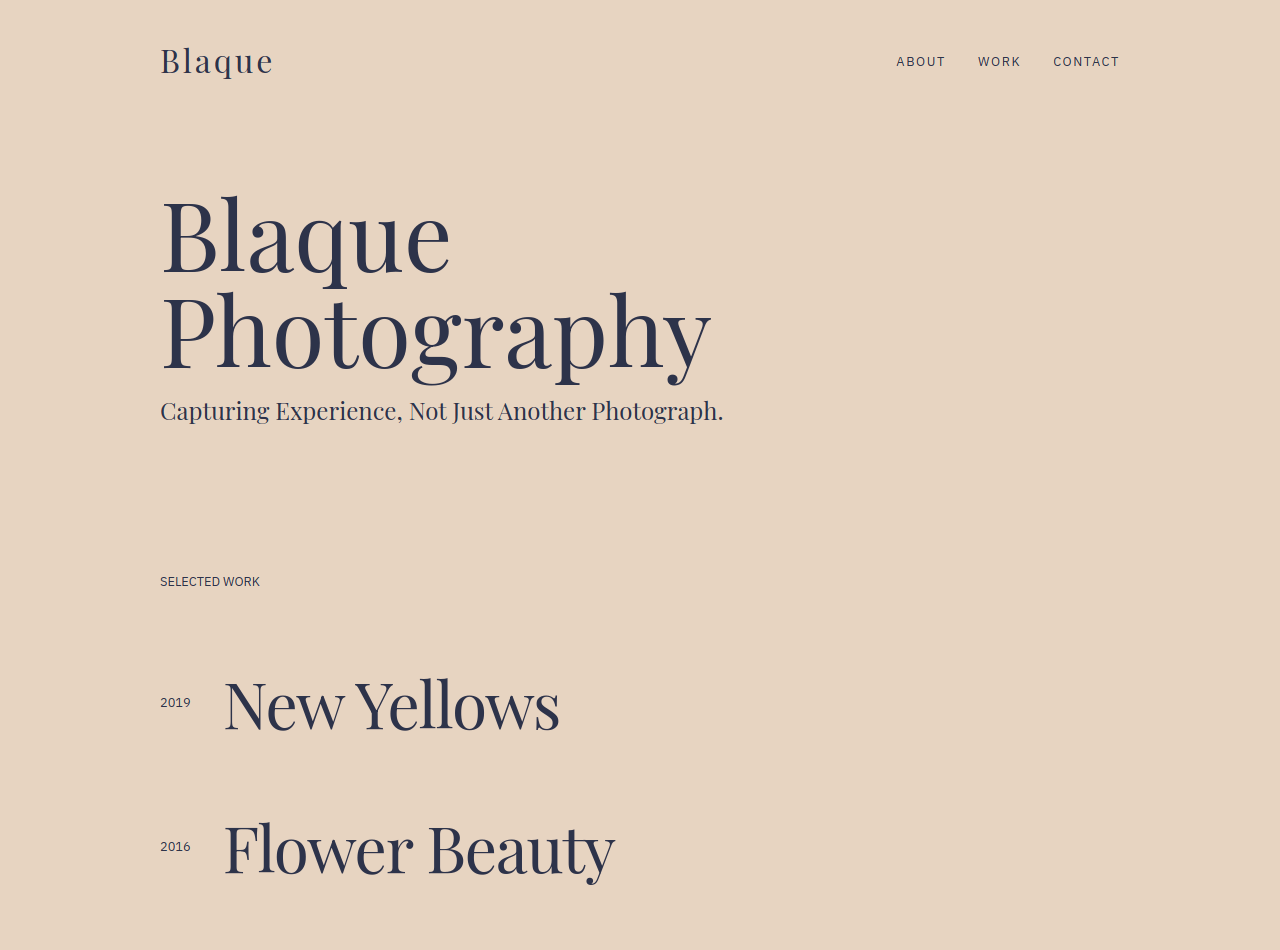 Blaque
ABOUT WORK CONTACT
Blaque
Photography
Capturing Experience, Not Just Another Photograph.
SELECTED WORK
2019 New Yellows
2016 Flower Beauty